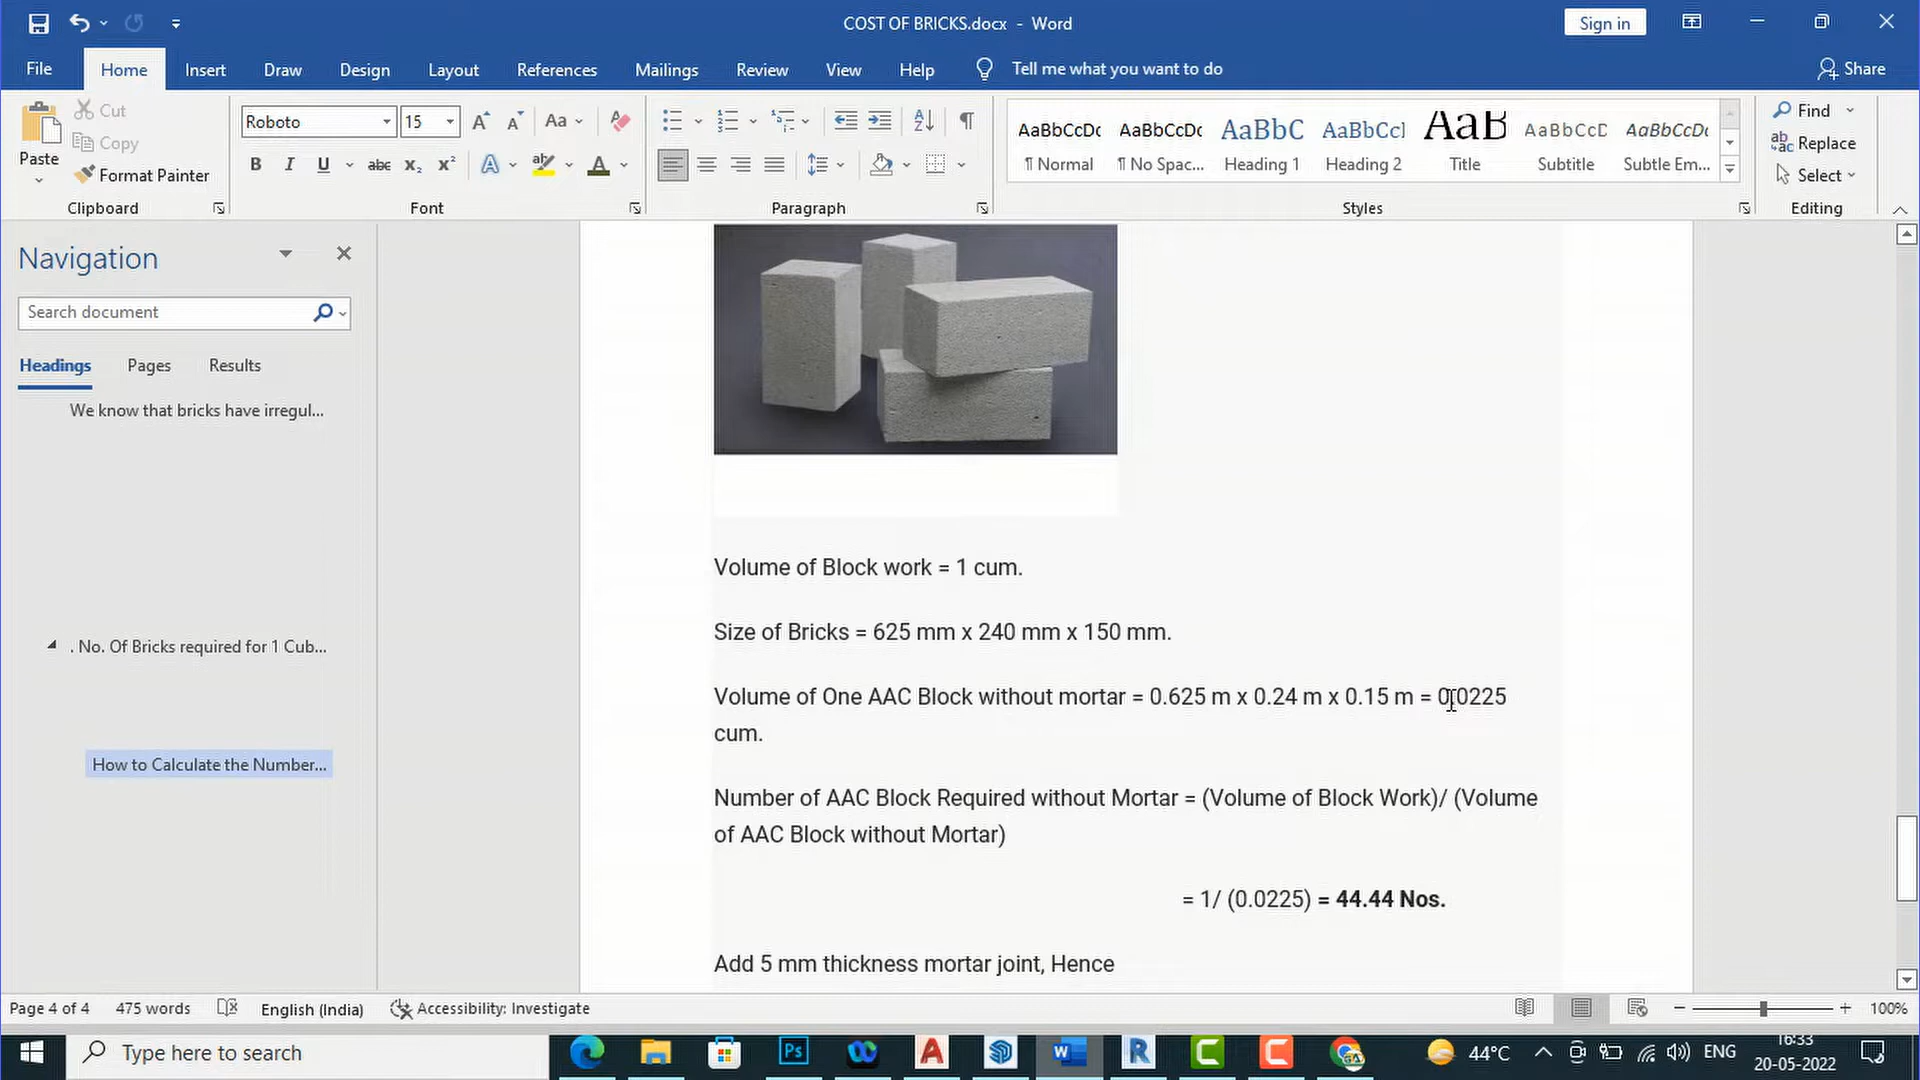 COST OF BRICKS.docx - Word
Sign in
File
Home
Insert
Draw
Design
Layout
References
Mailings
Review
View
Help
Tell me what you want to do
Share
Paste
Cut
Copy
Format Painter
Clipboard
Roboto
15
Aa
B I U abc x₂ x² A A
Font
Paragraph
AaBbCcDc
¶ Normal
AaBbCcDc
¶ No Spac...
AaBbC
Heading 1
AaBbCcI
Heading 2
AaB
Title
AaBbCcD
Subtitle
AaBbCcDc
Subtle Em...
Styles
Find
Replace
Select
Editing
Navigation
Search document
Headings
Pages
Results
We know that bricks have irregul...
. No. Of Bricks required for 1 Cub...
How to Calculate the Number...
Volume of Block work = 1 cum.
Size of Bricks = 625 mm x 240 mm x 150 mm.
Volume of One AAC Block without mortar = 0.625 m x 0.24 m x 0.15 m = 0.0225
cum.
Number of AAC Block Required without Mortar = (Volume of Block Work)/ (Volume
of AAC Block without Mortar)
= 1/ (0.0225) = 44.44 Nos.
Add 5 mm thickness mortar joint, Hence
Page 4 of 4
475 words
English (India)
Accessibility: Investigate
100%
Type here to search
Ps
44°C
ENG
16:33
20-05-2022